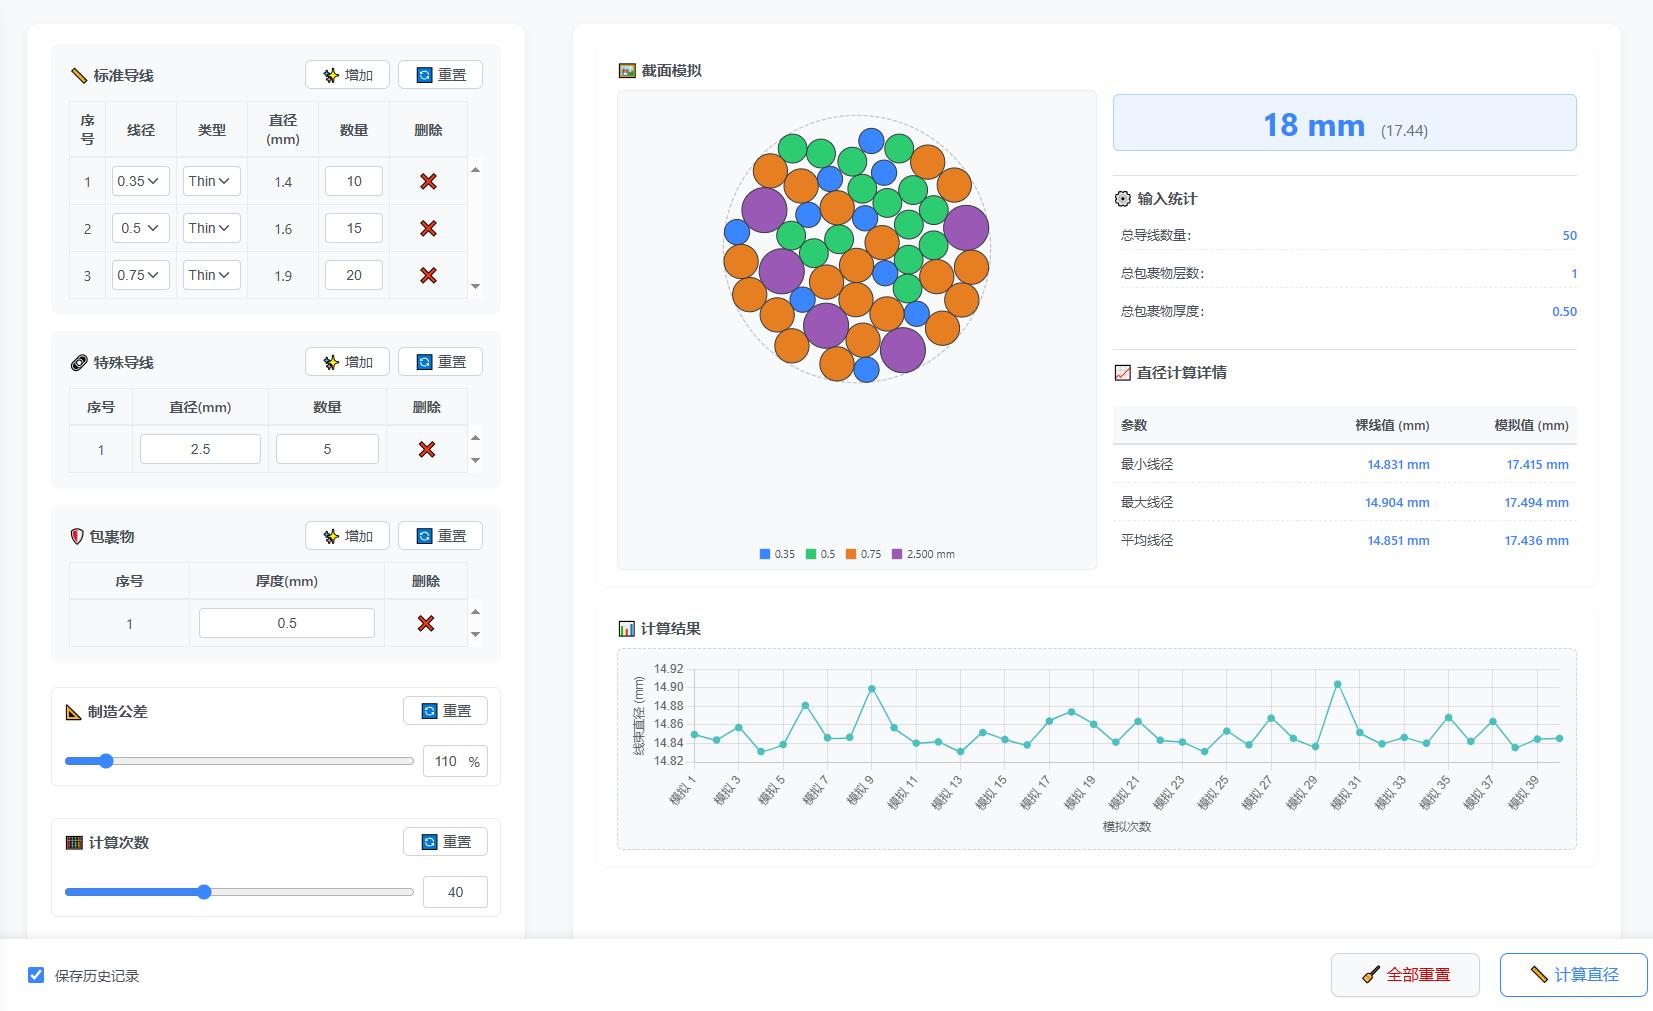 标准导线 增加 重置
序号 线径 类型 直径(mm) 数量 删除
1 0.35 Thin 1.4 10
2 0.5 Thin 1.6 15
3 0.75 Thin 1.9 20
特殊导线 增加 重置
序号 直径(mm) 数量 删除
1 2.5 5
包裹物 增加 重置
序号 厚度(mm) 删除
1 0.5
制造公差 重置
110 %
计算次数 重置
40
截面模拟
0.35 0.5 0.75 2.500 mm
18 mm (17.44)
输入统计
总导线数量: 50
总包裹物层数: 1
总包裹物厚度: 0.50
直径计算详情
参数 裸线值 (mm) 模拟值 (mm)
最小线径 14.831 mm 17.415 mm
最大线径 14.904 mm 17.494 mm
平均线径 14.851 mm 17.436 mm
计算结果
线束直径 (mm)
14.92
14.90
14.88
14.86
14.84
14.82
模拟 1 模拟 3 模拟 5 模拟 7 模拟 9 模拟 11 模拟 13 模拟 15 模拟 17 模拟 19 模拟 21 模拟 23 模拟 25 模拟 27 模拟 29 模拟 31 模拟 33 模拟 35 模拟 37 模拟 39
模拟次数
保存历史记录 全部重置 计算直径